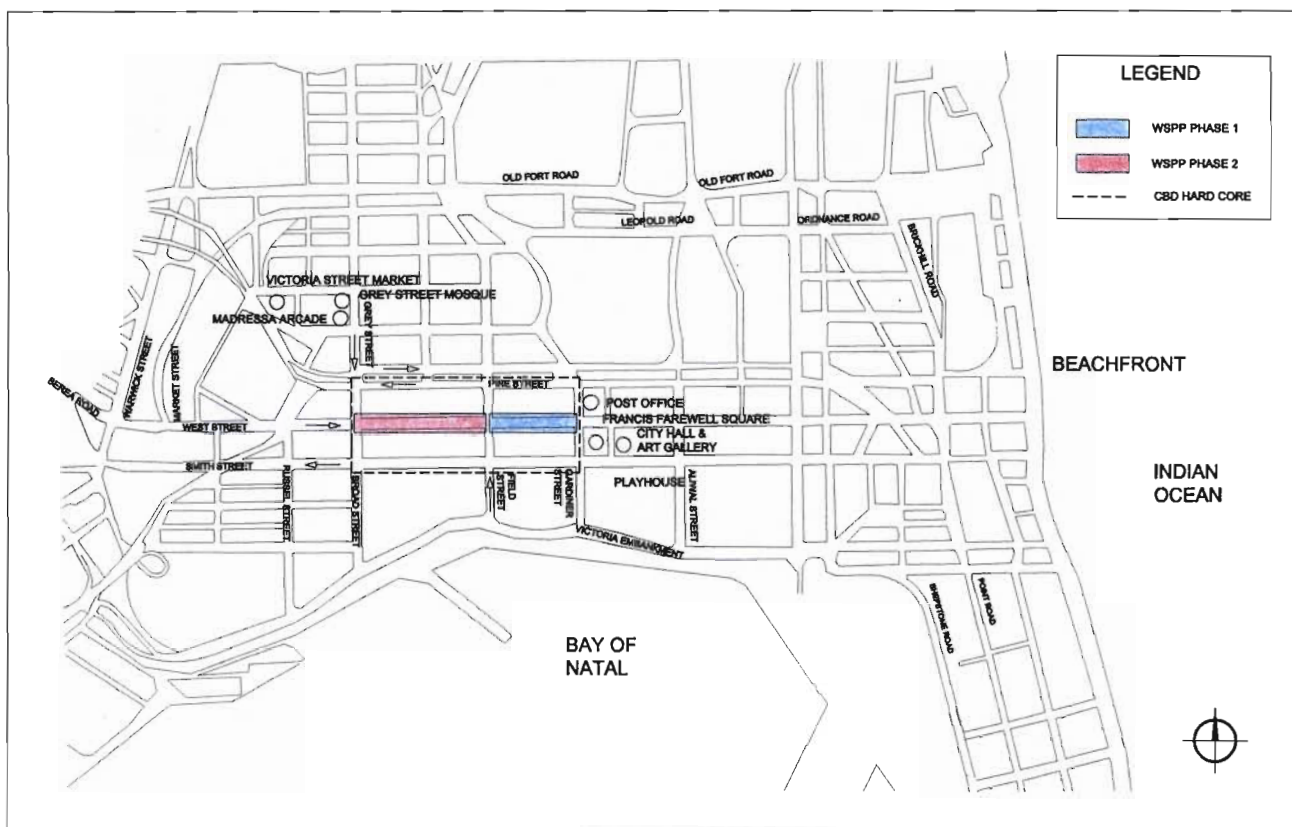 LEGEND
WSPP PHASE 1
WSPP PHASE 2
CBD HARD CORE
OLD FORT ROAD
OLD FORT ROAD
LEOPOLD ROAD
ORDNANCE ROAD
BRICKHILL ROAD
VICTORIA STREET MARKET
GREY STREET MOSQUE
MADRESSA ARCADE
GREY STREET
WARWICK STREET
MARKET STREET
BEREA ROAD
BEACHFRONT
PINE STREET
POST OFFICE
FRANCIS FAREWELL SQUARE
WEST STREET
CITY HALL &
ART GALLERY
SMITH STREET
RUSSEL STREET
BROAD STREET
FIELD
STREET
GARDINER
STREET
PLAYHOUSE
ALIWAL STREET
INDIAN
OCEAN
VICTORIA EMBANKMENT
SHEPSTONE ROAD
POINT ROAD
BAY OF
NATAL